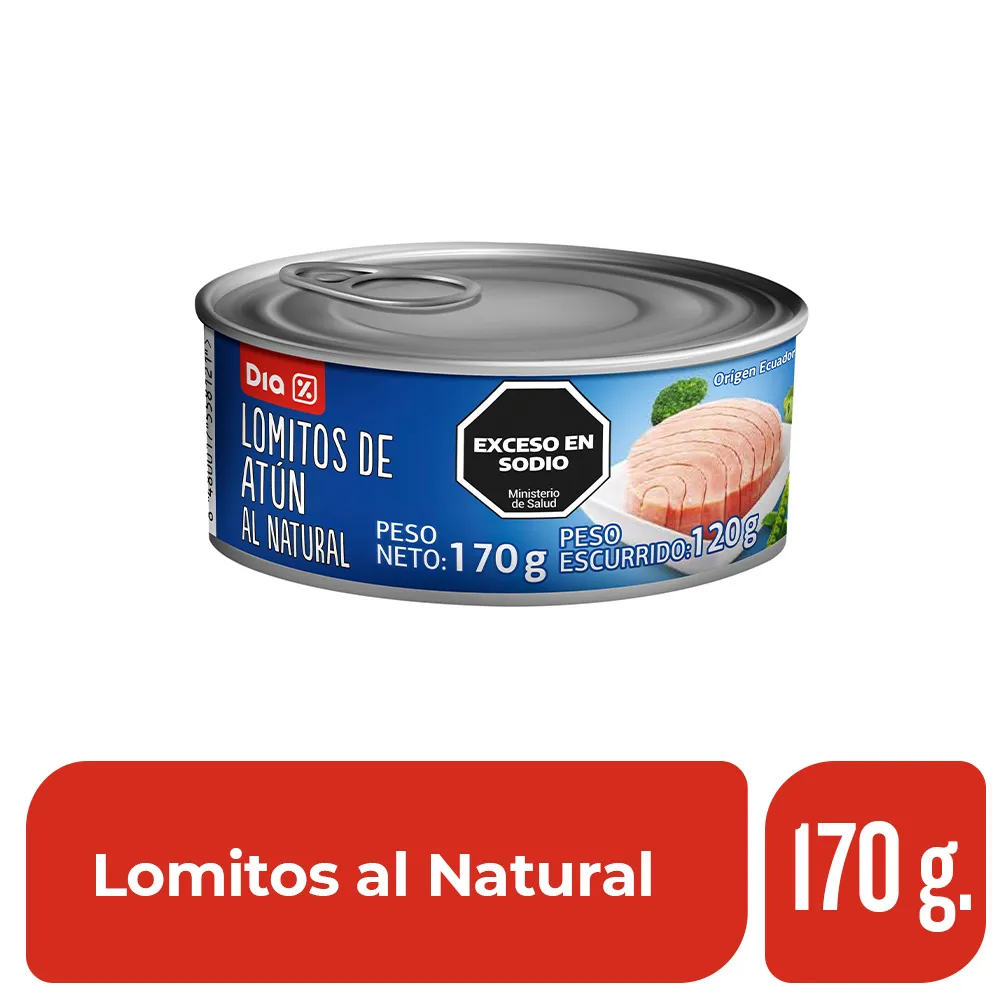 Origen Ecuador
Dia %
LOMITOS DE
ATÚN
AL NATURAL
EXCESO EN
SODIO
Ministerio
de Salud
PESO
NETO: 170 g
PESO
ESCURRIDO: 120 g
Lomitos al Natural
170 g.